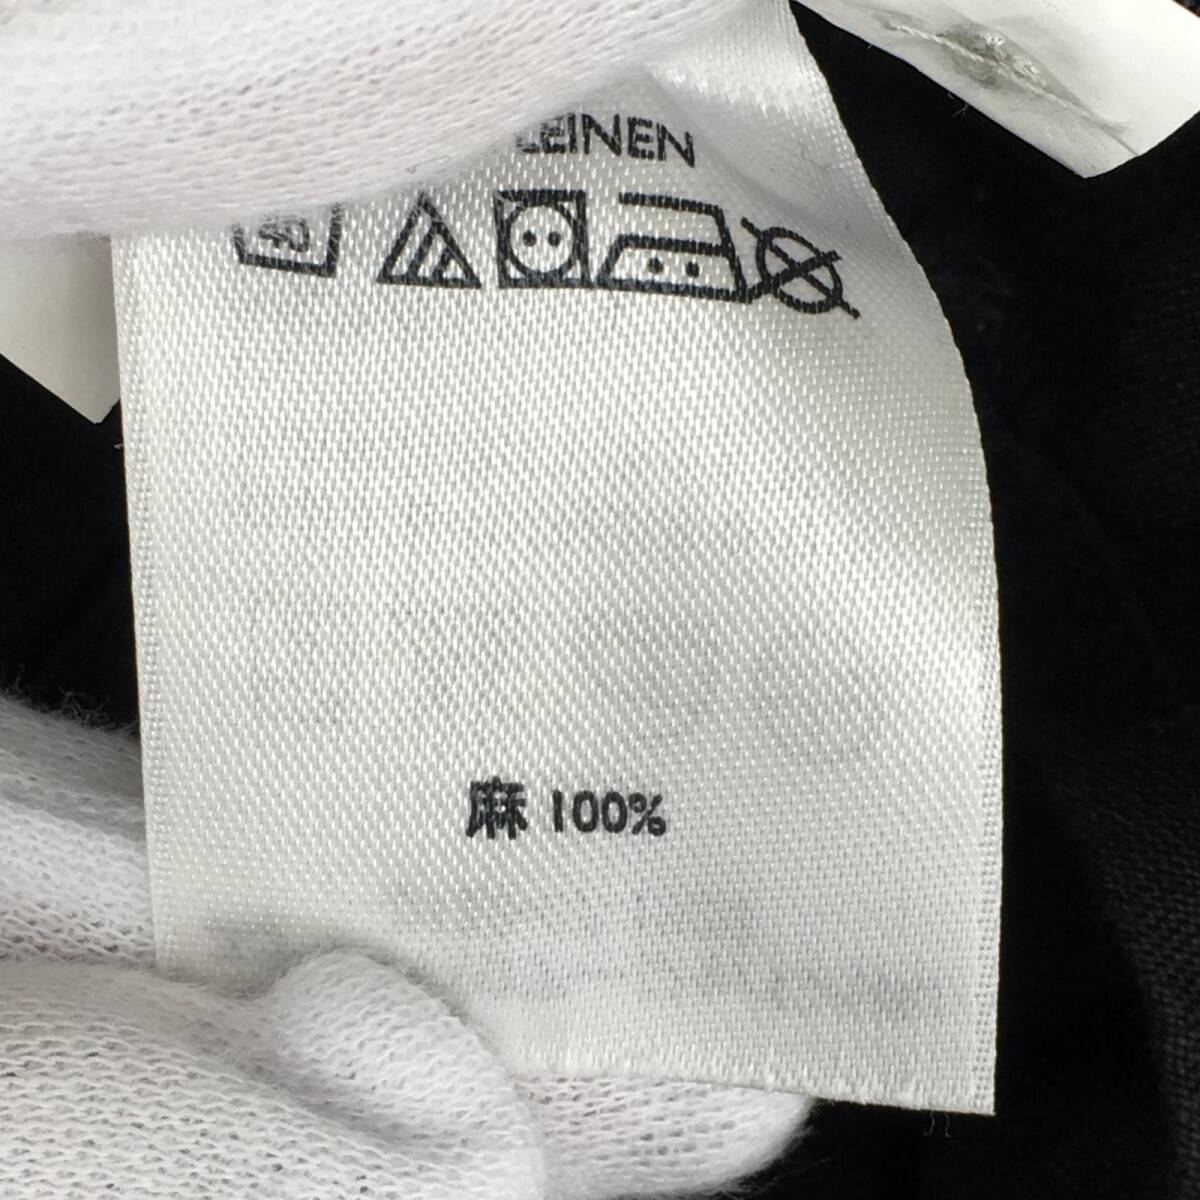 LEINEN
麻 100%